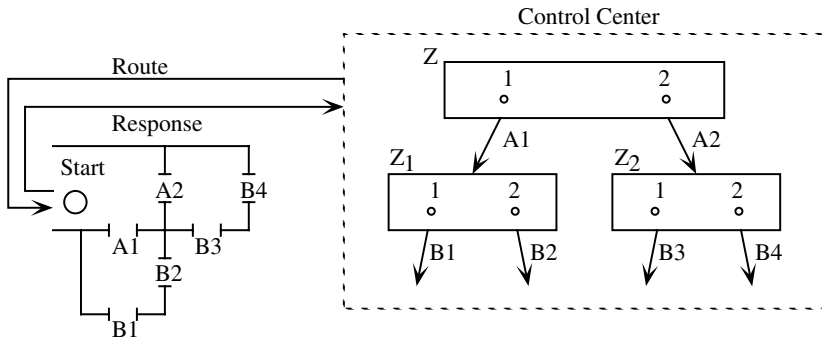 Control Center
Route
Z
1 2
Response
A1 A2
Start
Z1 Z2
A2 B4
1 2 1 2
A1 B3
B1 B2 B3 B4
B2
B1